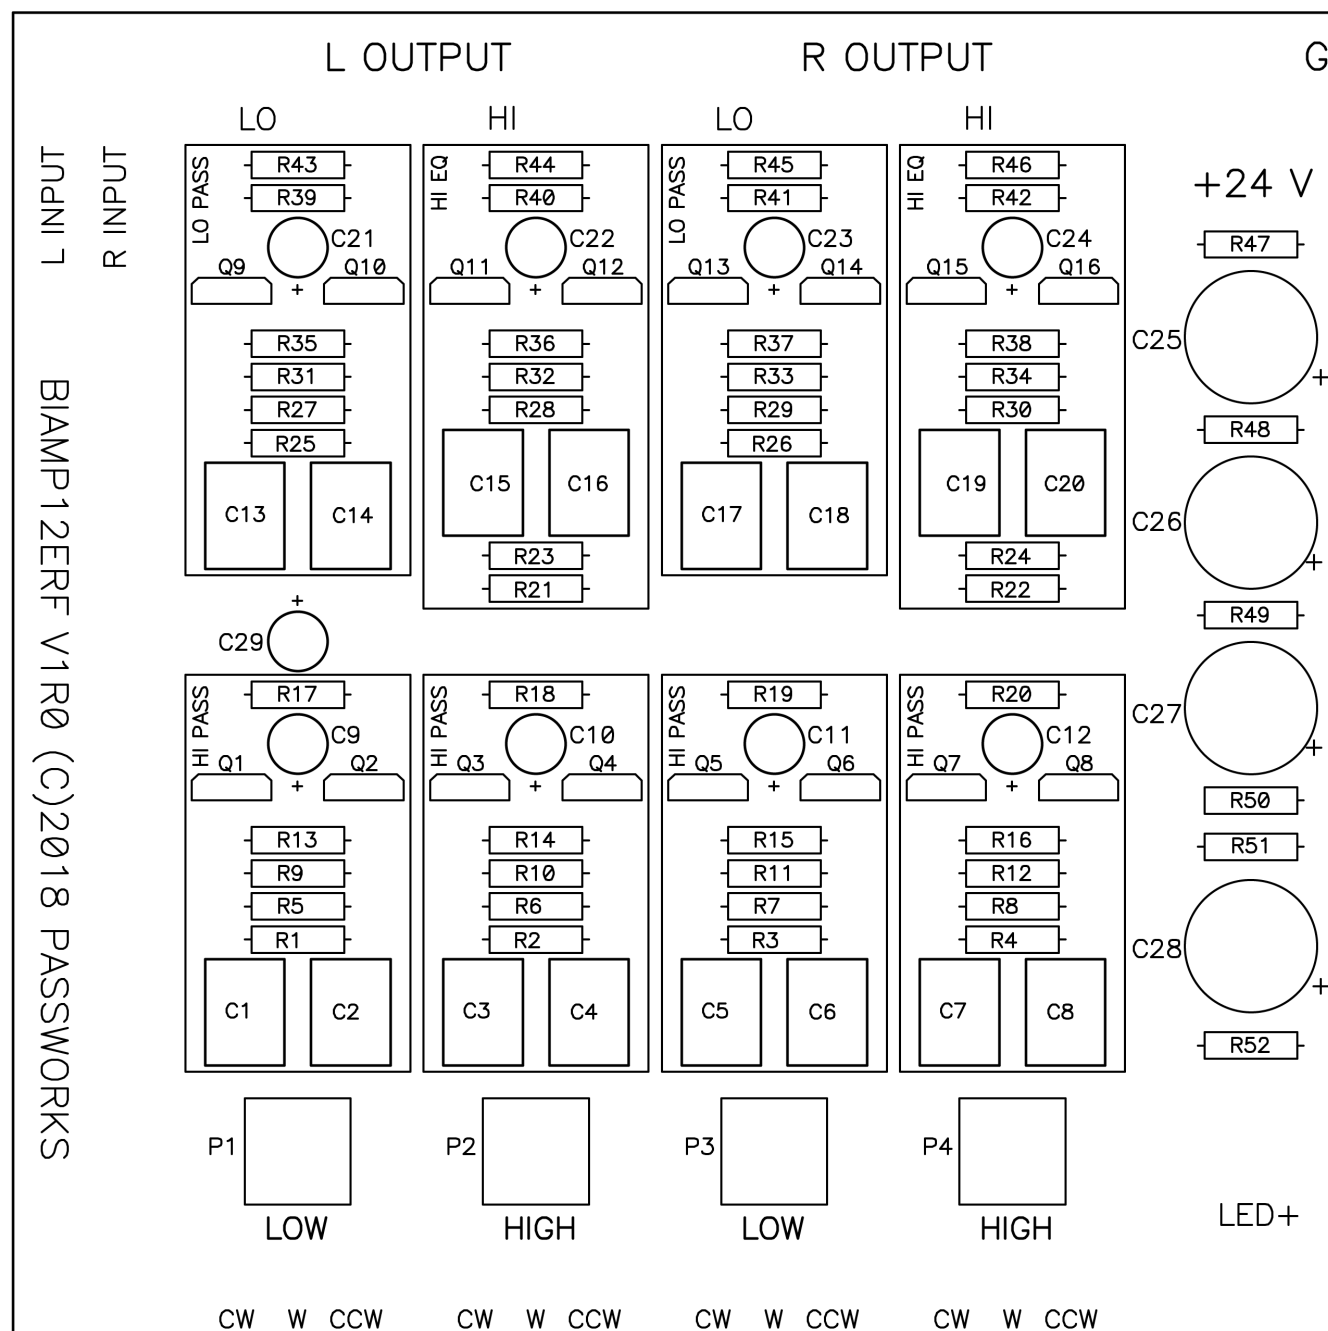 L OUTPUT R OUTPUT G
LO HI LO HI
L INPUT
R INPUT
BIAMP12ERF V1R0 (C)2018 PASSWORKS
LO PASS
R43
R39
C21
Q9 Q10
+
R35
R31
R27
R25
C13 C14
HI EQ
R44
R40
C22
Q11 Q12
+
R36
R32
R28
C15 C16
R23
R21
LO PASS
R45
R41
C23
Q13 Q14
+
R37
R33
R29
R26
C17 C18
HI EQ
R46
R42
C24
Q15 Q16
+
R38
R34
R30
C19 C20
R24
R22
+
C29
HI PASS
R17
C9
Q1 Q2
+
R13
R9
R5
R1
C1 C2
HI PASS
R18
C10
Q3 Q4
+
R14
R10
R6
R2
C3 C4
HI PASS
R19
C11
Q5 Q6
+
R15
R11
R7
R3
C5 C6
HI PASS
R20
C12
Q7 Q8
+
R16
R12
R8
R4
C7 C8
+24 V
R47
C25
+
R48
C26
+
R49
C27
+
R50
R51
C28
+
R52
P1 P2 P3 P4
LOW HIGH LOW HIGH
LED+
CW W CCW CW W CCW CW W CCW CW W CCW